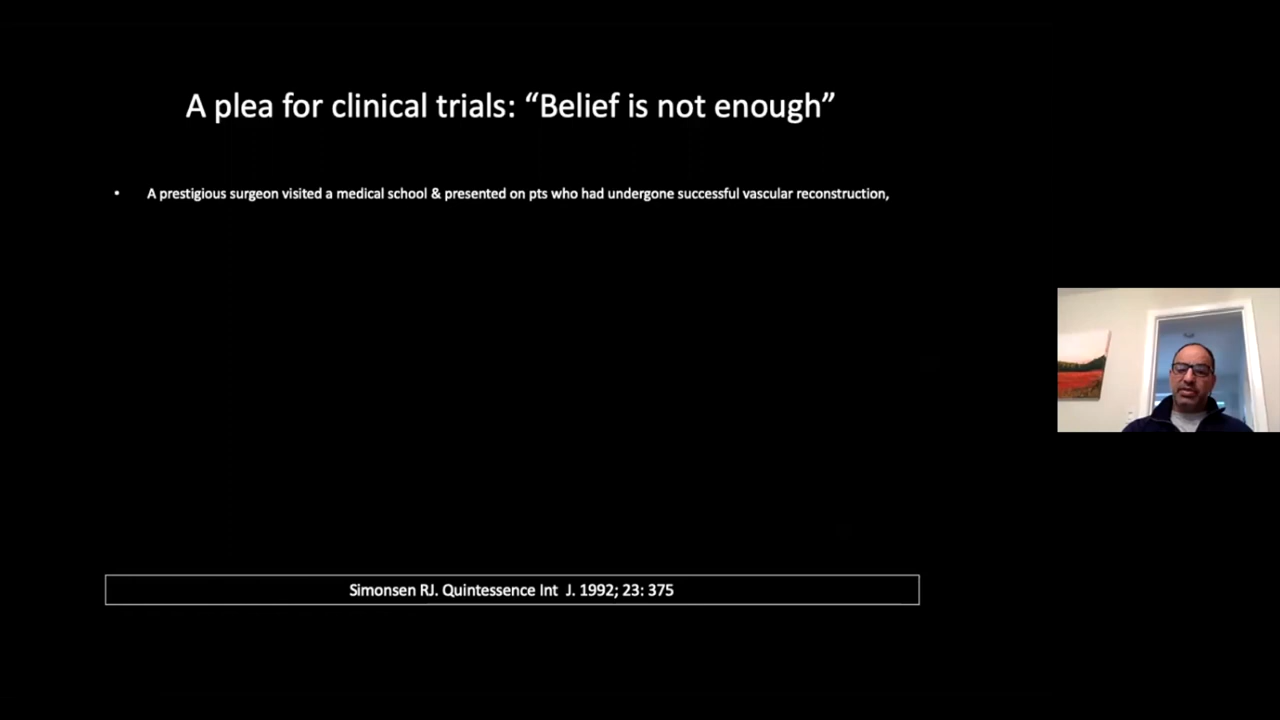 A plea for clinical trials: “Belief is not enough”
• A prestigious surgeon visited a medical school & presented on pts who had undergone successful vascular reconstruction,
Simonsen RJ. Quintessence Int  J. 1992; 23: 375